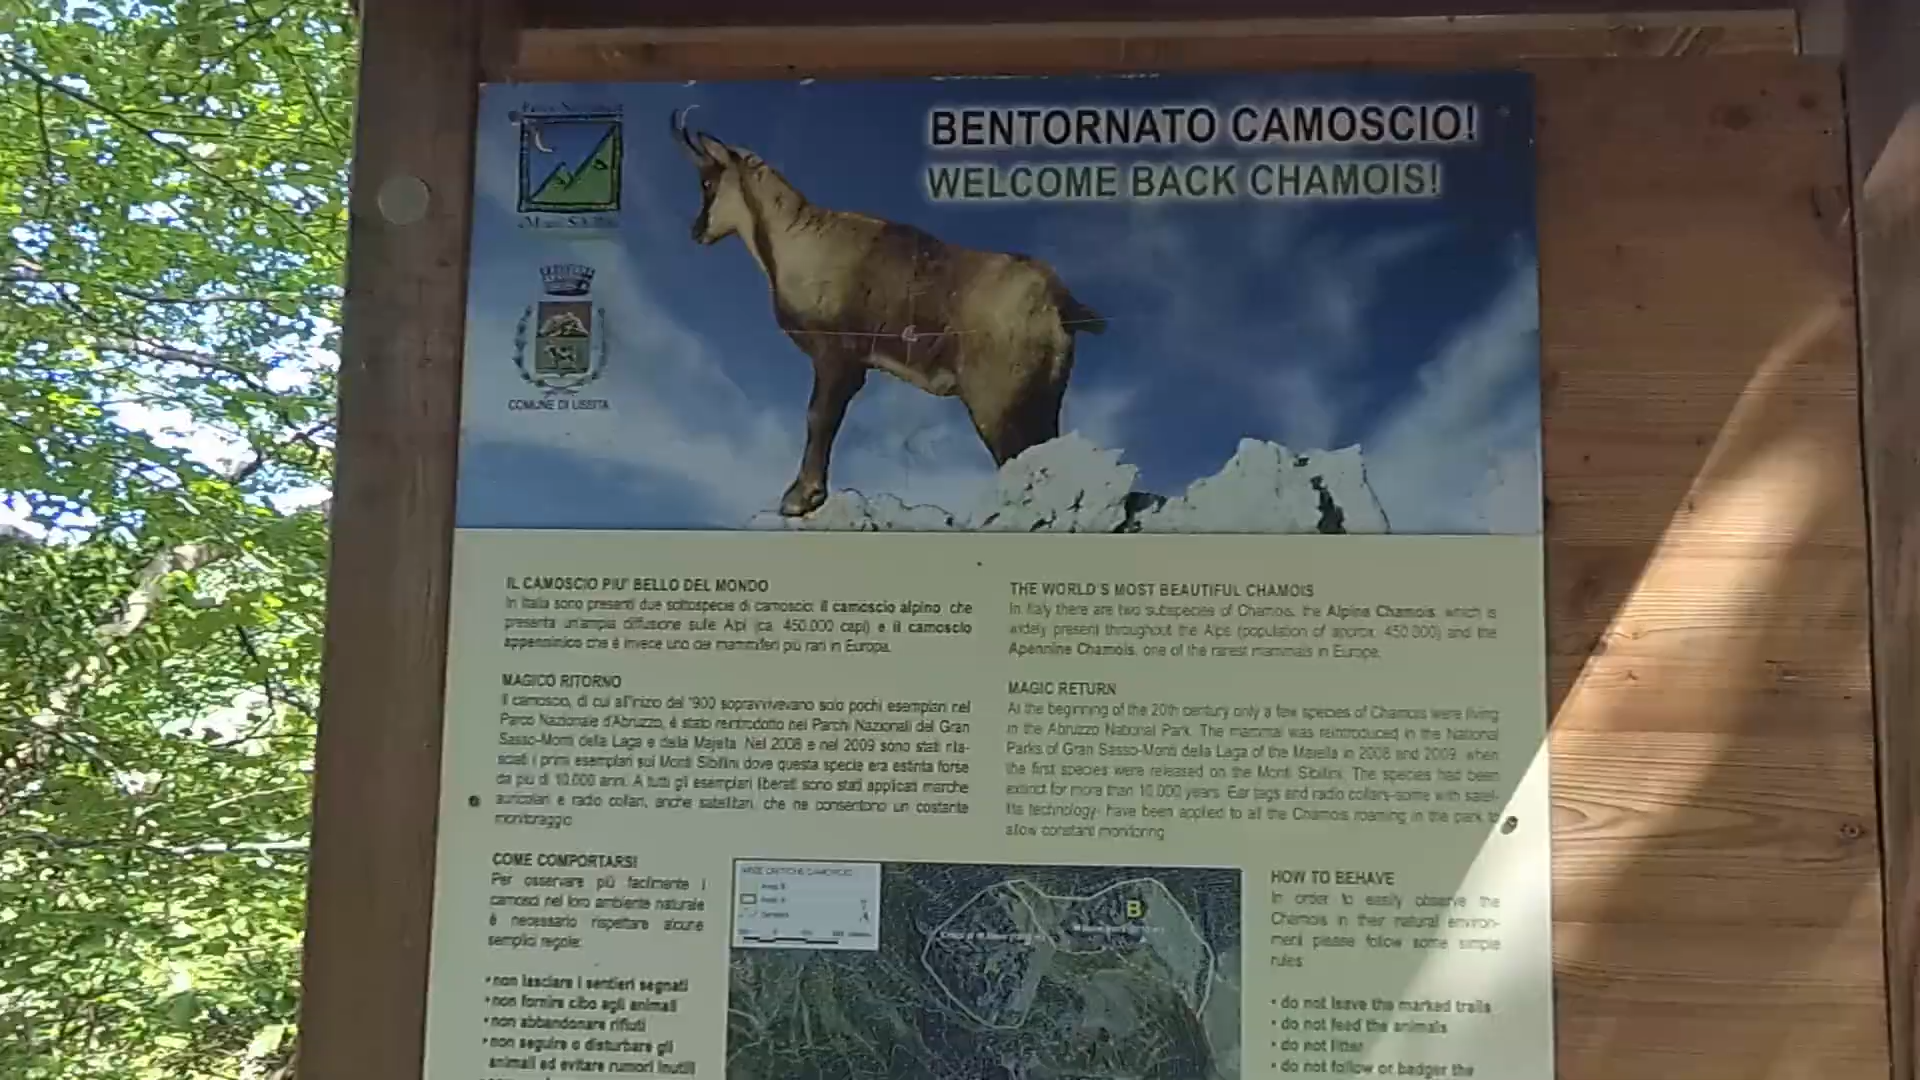 Parco Nazionale
Monti Sibillini
COMUNE DI USSITA
BENTORNATO CAMOSCIO!
WELCOME BACK CHAMOIS!
IL CAMOSCIO PIU' BELLO DEL MONDO
In Italia sono presenti due sottospecie di camoscio: il camoscio alpino, che
presenta un'ampia diffusione sulle Alpi (ca. 450.000 capi) e il camoscio
appenninico che è invece uno dei mammiferi più rari in Europa.
MAGICO RITORNO
Il camoscio, di cui all'inizio del '900 sopravvivevano solo pochi esemplari nel
Parco Nazionale d'Abruzzo, è stato reintrodotto nei Parchi Nazionali del Gran
Sasso-Monti della Laga e della Majella. Nel 2008 e nel 2009 sono stati rila-
sciati i primi esemplari sui Monti Sibillini dove questa specie era estinta forse
da più di 10.000 anni. A tutti gli esemplari liberati sono stati applicati marche
auricolari e radio collari, anche satellitari, che ne consentono un costante
monitoraggio.
COME COMPORTARSI
Per osservare più facilmente i
camosci nel loro ambiente naturale
è necessario rispettare alcune
semplici regole:
• non lasciare i sentieri segnati
• non fornire cibo agli animali
• non abbandonare rifiuti
• non seguire o disturbare gli
animali ed evitare rumori inutili
THE WORLD'S MOST BEAUTIFUL CHAMOIS
In Italy there are two subspecies of Chamois, the Alpine Chamois, which is
widely present throughout the Alps (population of approx. 450.000) and the
Apennine Chamois, one of the rarest mammals in Europe.
MAGIC RETURN
At the beginning of the 20th century only a few species of Chamois were living
in the Abruzzo National Park. The mammal was reintroduced in the National
Parks of Gran Sasso-Monti della Laga of the Maiella in 2008 and 2009, when
the first species were released on the Monti Sibillini. The species had been
extinct for more than 10.000 years. Ear tags and radio collars-some with satel-
lite technology- have been applied to all the Chamois roaming in the park to
allow constant monitoring.
B
HOW TO BEHAVE
In order to easily observe the
Chamois in their natural environ-
ment please follow some simple
rules:
• do not leave the marked trails
• do not feed the animals
• do not litter
• do not follow or badger the